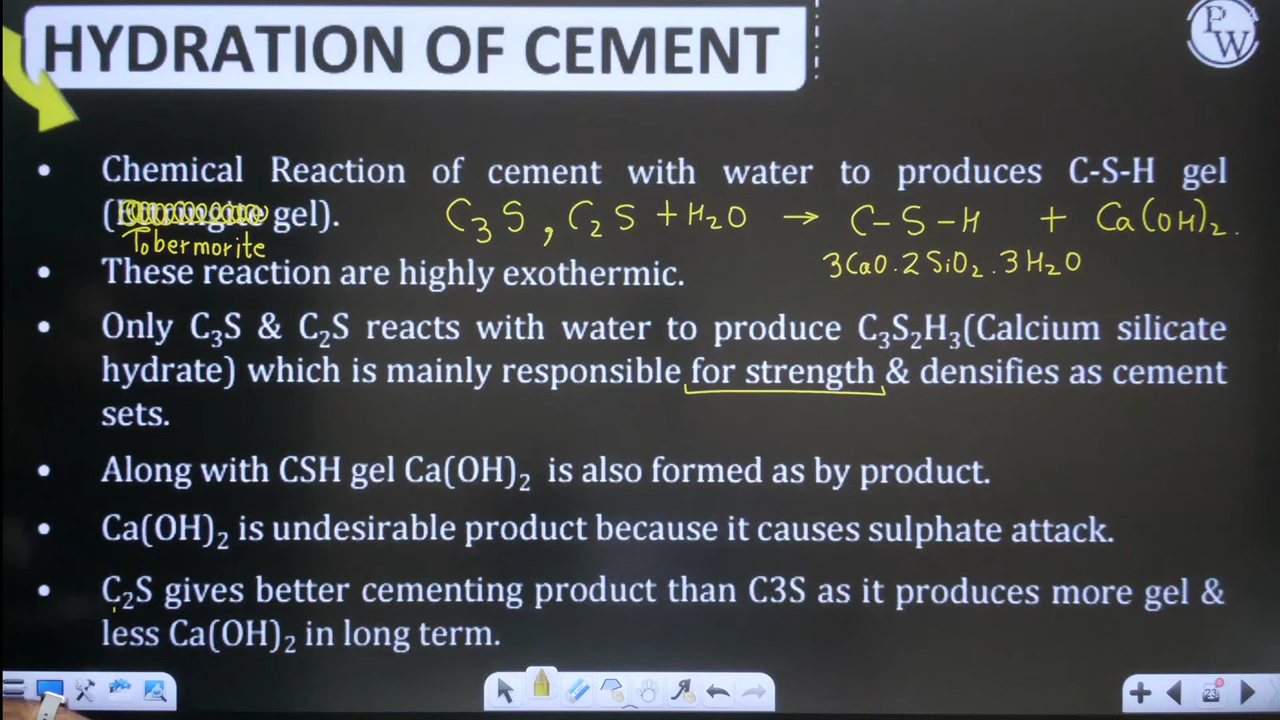 HYDRATION OF CEMENT
PW
• Chemical Reaction of cement with water to produces C-S-H gel
(Ettringite gel). C₃S, C₂S + H₂O → C-S-H + Ca(OH)₂.
Tobermorite 3CaO.2SiO₂.3H₂O
• These reaction are highly exothermic.
• Only C₃S & C₂S reacts with water to produce C₃S₂H₃(Calcium silicate
hydrate) which is mainly responsible for strength & densifies as cement
sets.
• Along with CSH gel Ca(OH)₂ is also formed as by product.
• Ca(OH)₂ is undesirable product because it causes sulphate attack.
• C₂S gives better cementing product than C3S as it produces more gel &
less Ca(OH)₂ in long term.
23